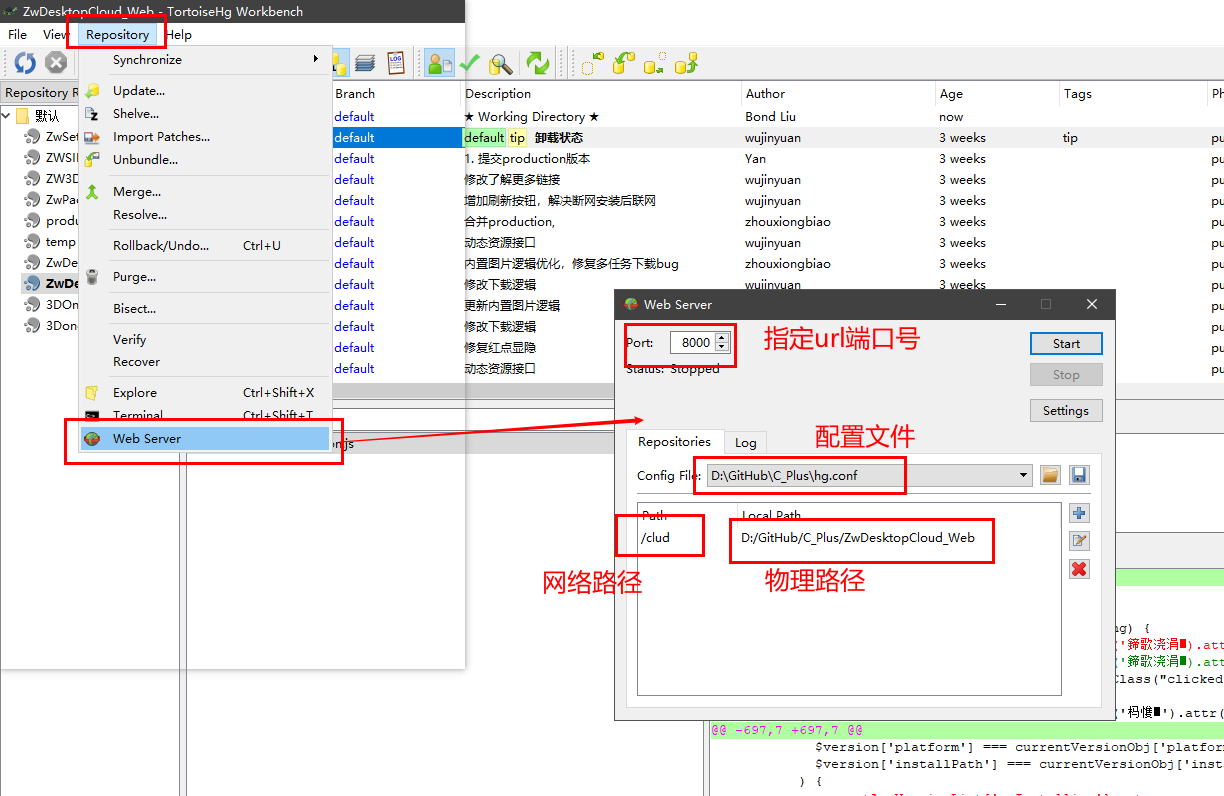 ZwDesktopCloud_Web - TortoiseHg Workbench
File View Repository Help
Repository R
默认
ZwSet
ZWSII
ZW3D
ZwPac
produ
temp
ZwDe
ZwDe
3DOn
3Don
Synchronize
Update...
Shelve...
Import Patches...
Unbundle...
Merge...
Resolve...
Rollback/Undo... Ctrl+U
Purge...
Bisect...
Verify
Recover
Explore Ctrl+Shift+X
Terminal Ctrl+Shift+T
Web Server
LOG
Branch Description Author Age Tags Ph
default ★ Working Directory ★ Bond Liu now
default default tip 卸载状态 wujinyuan 3 weeks tip pu
default 1. 提交production版本 Yan 3 weeks pu
default 修改了解更多链接 wujinyuan 3 weeks pu
default 增加刷新按钮，解决断网安装后联网 wujinyuan 3 weeks pu
default 合并production, zhouxiongbiao 3 weeks pu
default 动态资源接口 wujinyuan 3 weeks pu
default 内置图片逻辑优化，修复多任务下载bug zhouxiongbiao 3 weeks pu
default 修改下载逻辑 wujinyuan 3 weeks pu
default 更新内置图片逻辑 pu
default 修改下载逻辑 pu
default 修复红点显隐 pu
default 动态资源接口 pu
njs
Web Server
Port: 8000
指定url端口号
Status: Stopped
Start
Stop
Settings
Repositories Log
配置文件
Config File: D:\GitHub\C_Plus\hg.conf
Path Local Path
/clud D:/GitHub/C_Plus/ZwDesktopCloud_Web
网络路径
物理路径
ng) {
').att
').att
Class("clicked
').attr(
@@ -697,7 +697,7 @@
$version['platform'] === currentVersionObj['platfor
$version['installPath'] === currentVersionObj['inst
) {